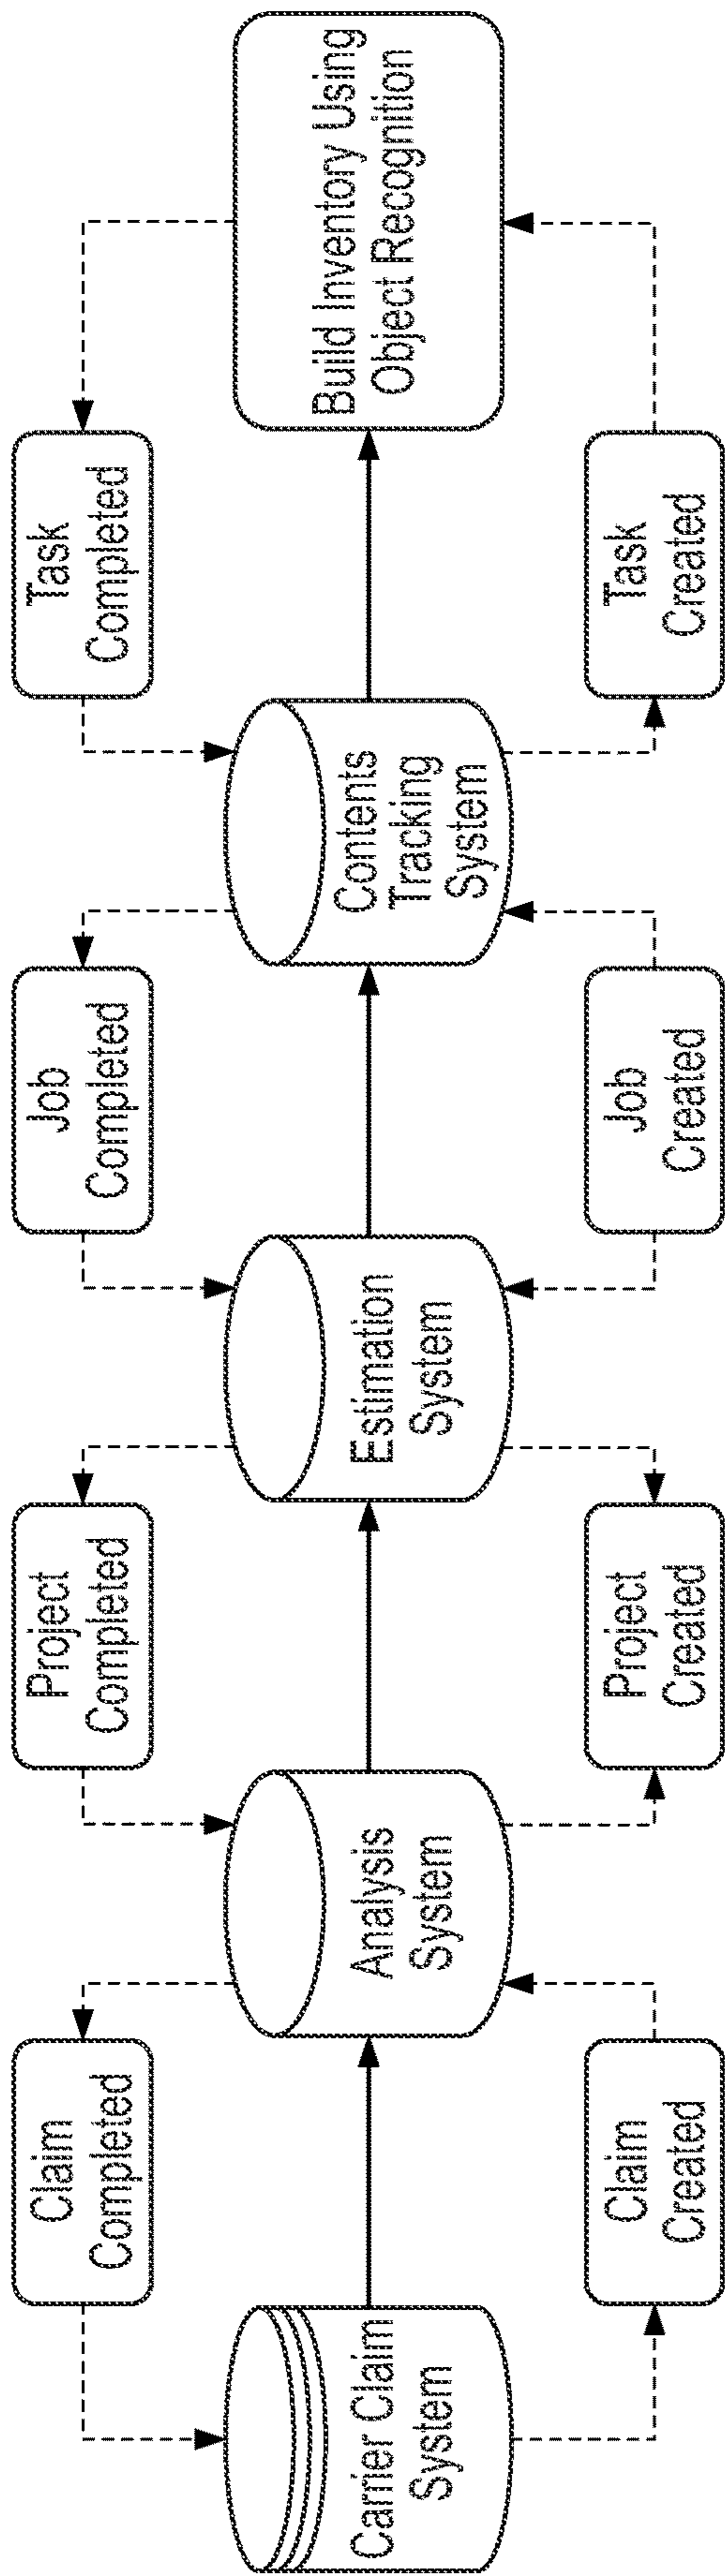 Claim
Completed
Project
Completed
Job
Completed
Task
Completed
Carrier Claim
System
Analysis
System
Estimation
System
Contents
Tracking
System
Build Inventory Using
Object Recognition
Claim
Created
Project
Created
Job
Created
Task
Created